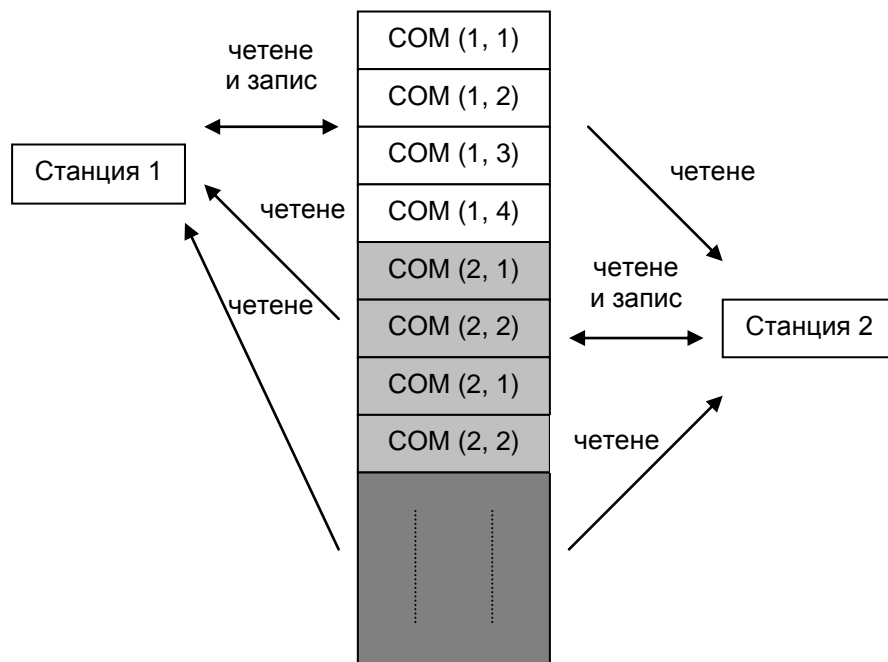 COM (1, 1)
четене
и запис
COM (1, 2)
COM (1, 3)
Станция 1
четене
COM (1, 4)
четене
COM (2, 1)
четене
и запис
четене
COM (2, 2)
Станция 2
COM (2, 1)
COM (2, 2)
четене